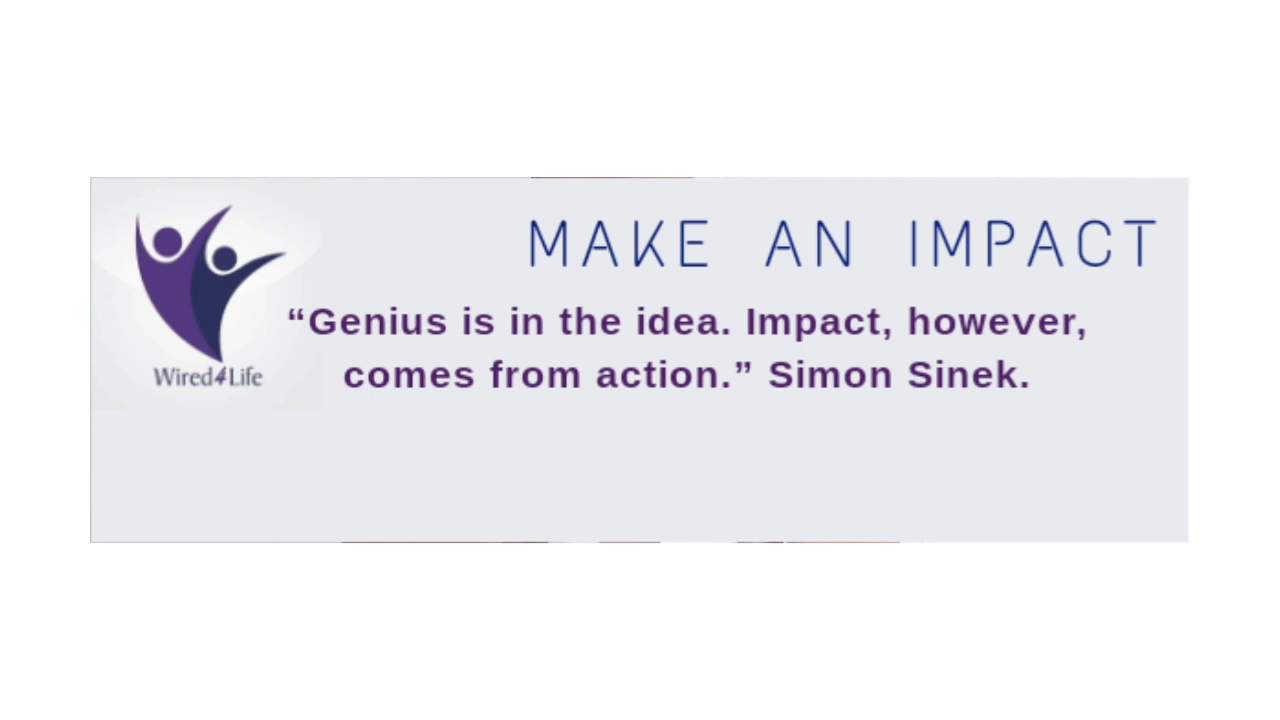 MAKE AN IMPACT
“Genius is in the idea. Impact, however,
comes from action.” Simon Sinek.
Wired4Life